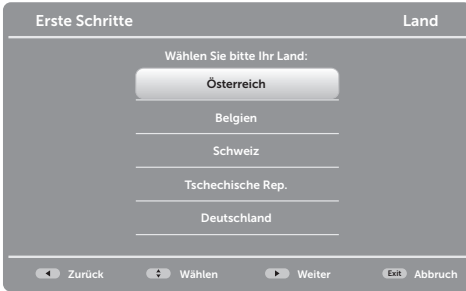 Erste Schritte Land
Wählen Sie bitte Ihr Land:
Österreich
Belgien
Schweiz
Tschechische Rep.
Deutschland
Zurück Wählen Weiter Exit Abbruch